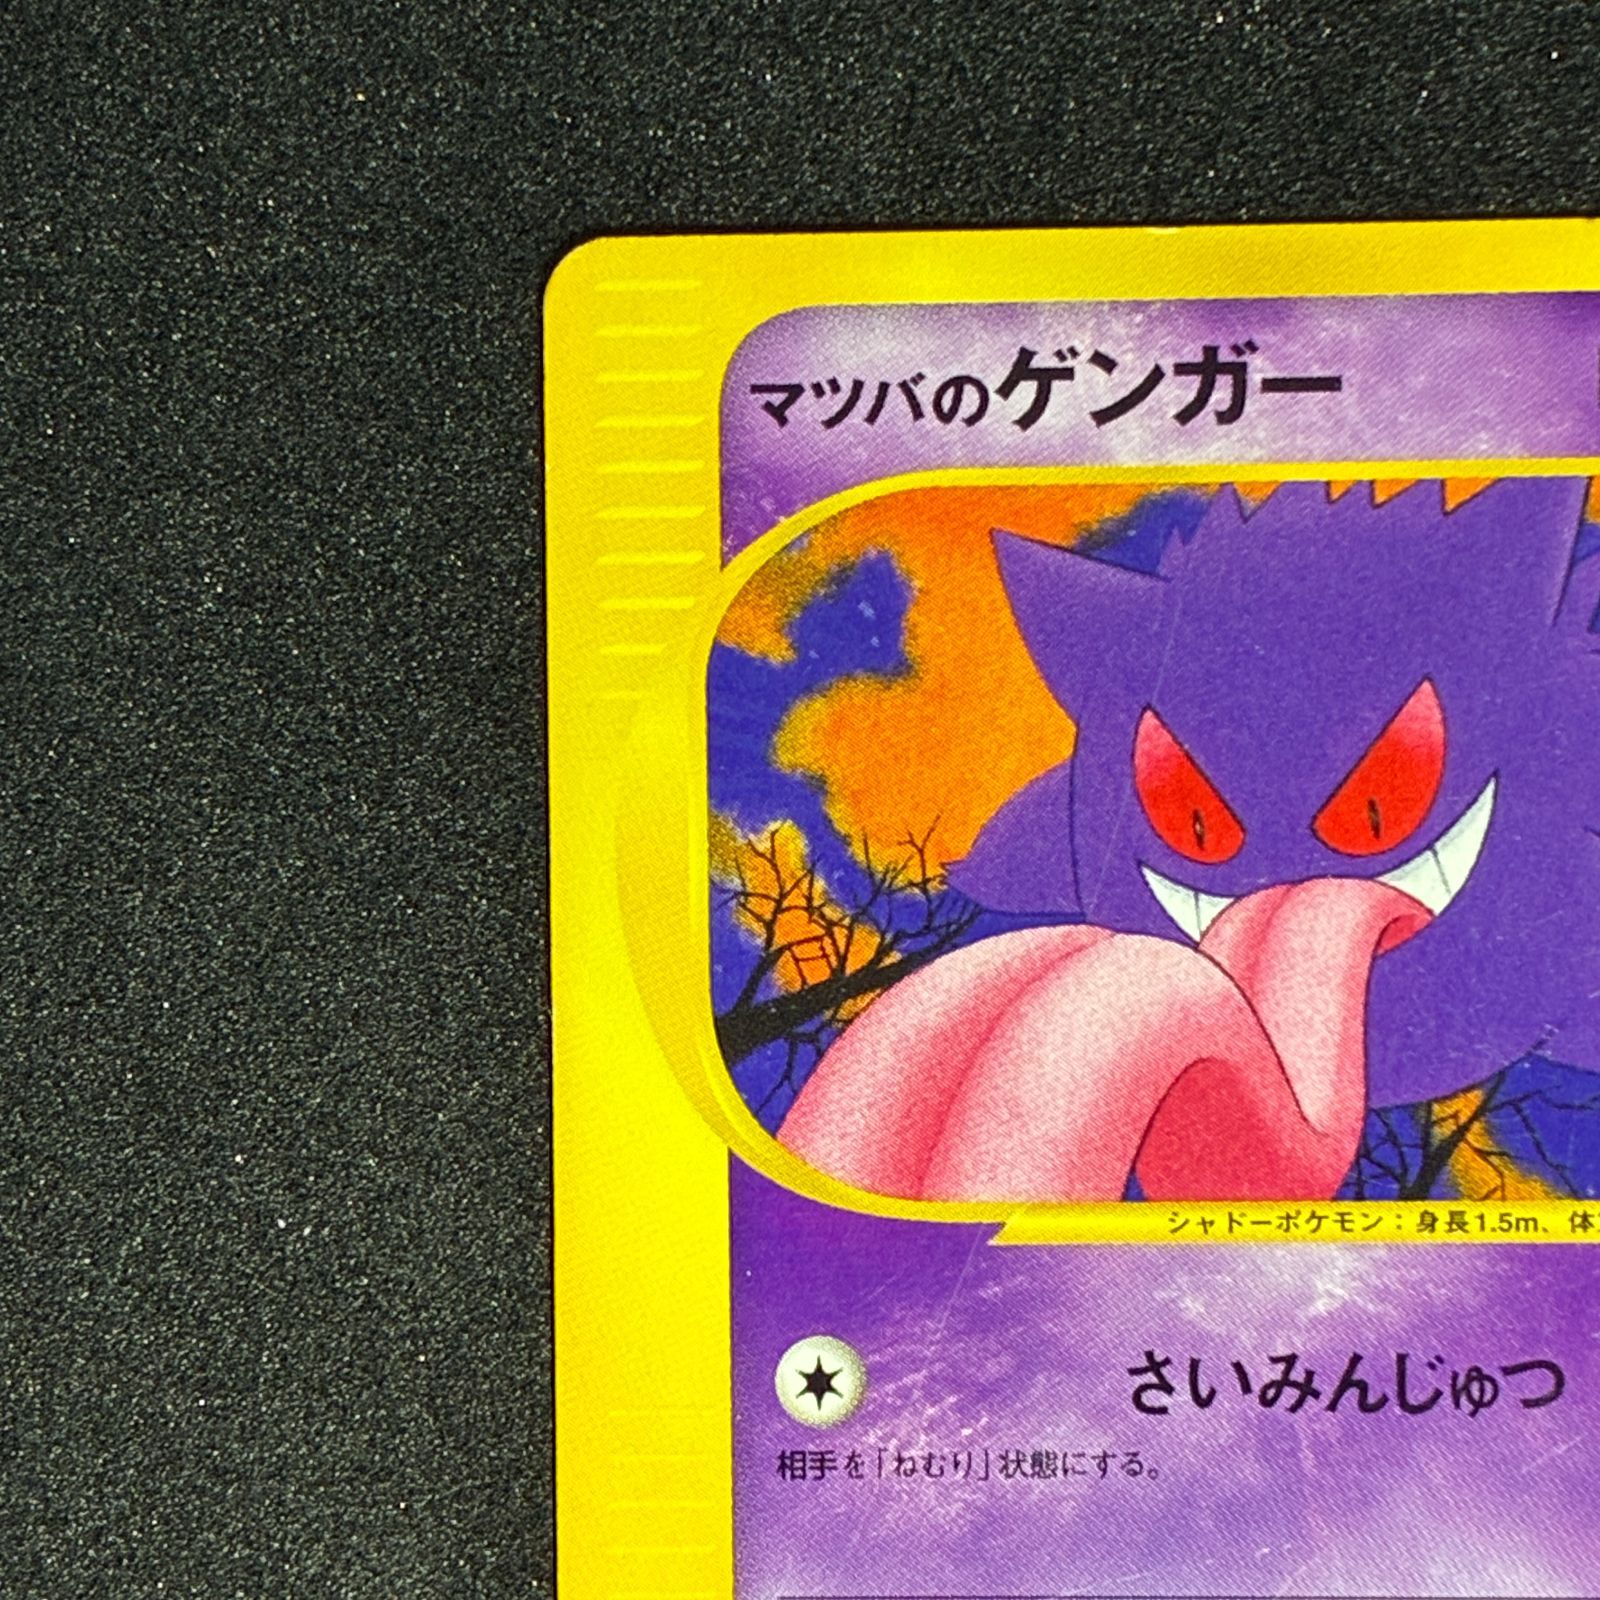 マツバのゲンガー
シャドーポケモン：身長1.5m、体
さいみんじゅつ
相手を「ねむり」状態にする。